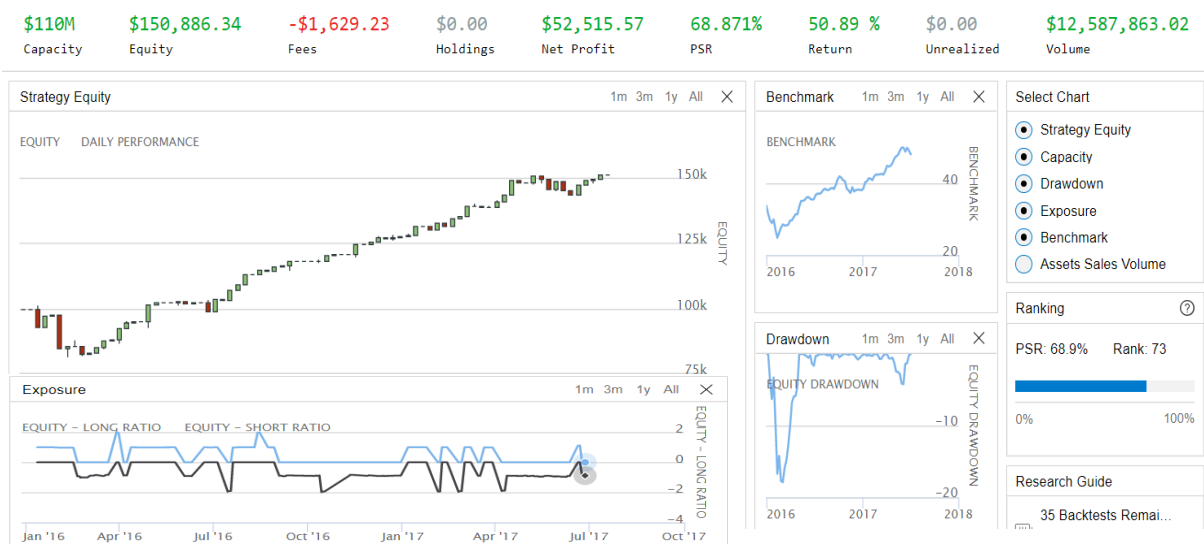 $110M $150,886.34 -$1,629.23 $0.00 $52,515.57 68.871% 50.89 % $0.00 $12,587,863.02
Capacity Equity Fees Holdings Net Profit PSR Return Unrealized Volume
Strategy Equity 1m 3m 1y All
EQUITY DAILY PERFORMANCE
150k
125k
100k
75k
EQUITY
Exposure 1m 3m 1y All
EQUITY - LONG RATIO EQUITY - SHORT RATIO
2
0
-2
-4
EQUITY - LONG RATIO
Jan '16 Apr '16 Jul '16 Oct '16 Jan '17 Apr '17 Jul '17 Oct '17
Benchmark 1m 3m 1y All
BENCHMARK
40
20
BENCHMARK
2016 2017 2018
Drawdown 1m 3m 1y All
EQUITY DRAWDOWN
-10
-20
EQUITY DRAWDOWN
2016 2017 2018
Select Chart
Strategy Equity
Capacity
Drawdown
Exposure
Benchmark
Assets Sales Volume
Ranking ?
PSR: 68.9% Rank: 73
0% 100%
Research Guide
35 Backtests Remai...